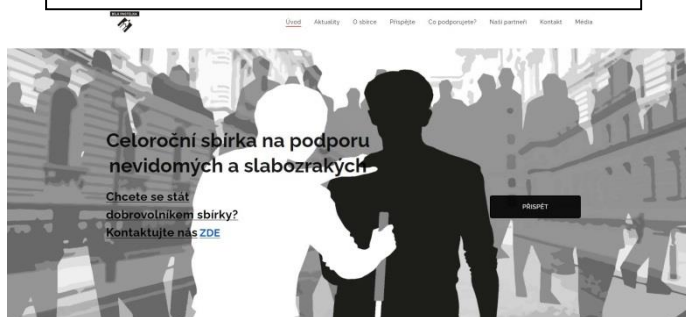 Úvod Aktuality O sbírce Přispějte Co podporujete? Naši partneři Kontakt Média
Celoroční sbírka na podporu
nevidomých a slabozrakých
Chcete se stát
dobrovolníkem sbírky?
Kontaktujte nás ZDE
PŘISPĚT